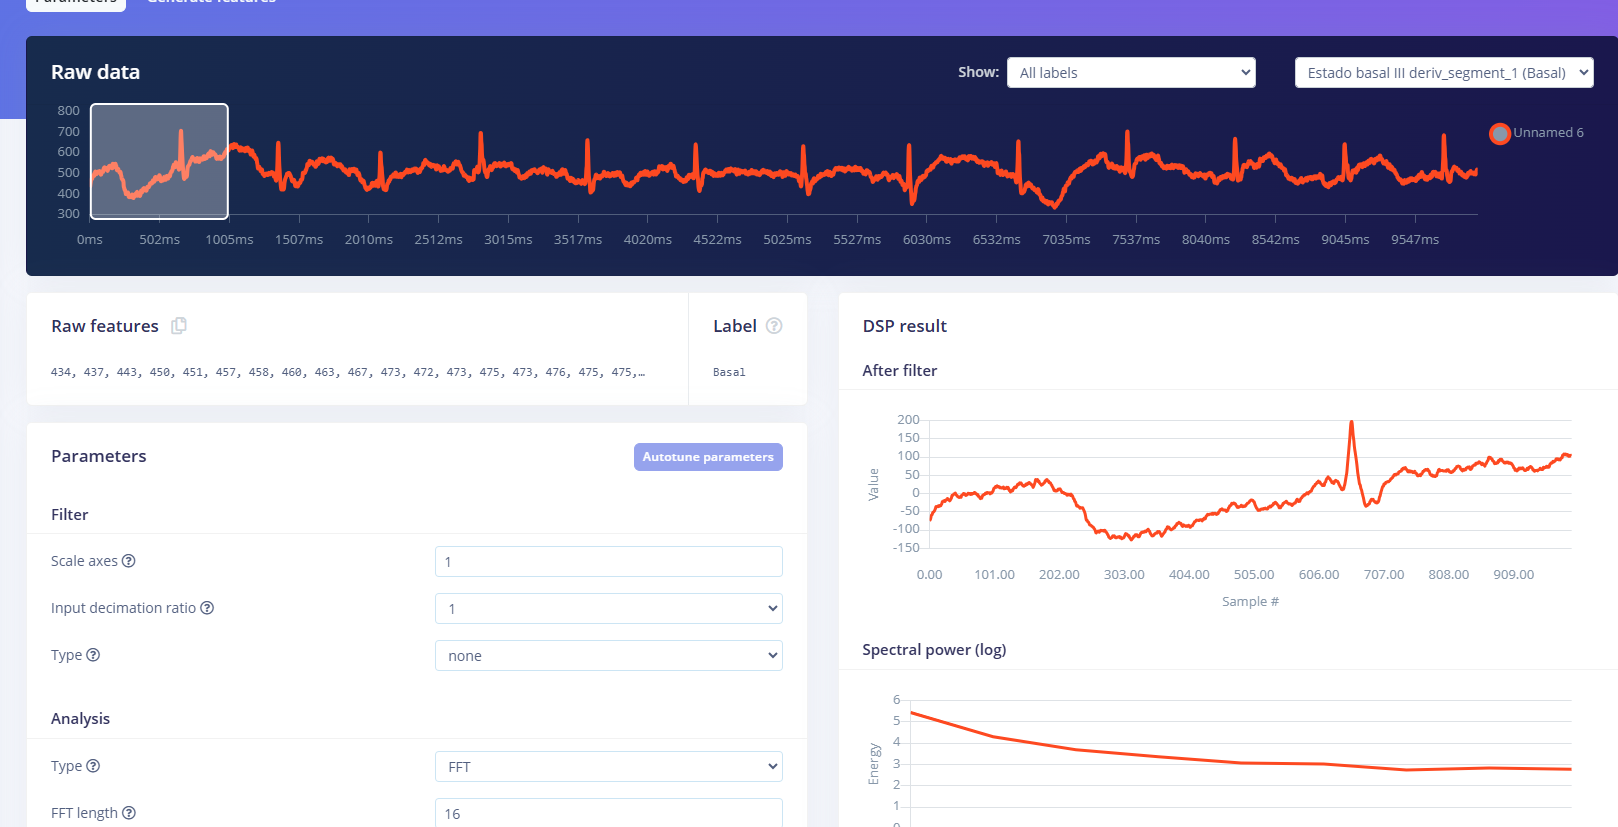 Parameters Generate features
Raw data
Show: All labels Estado basal III deriv_segment_1 (Basal)
800
700
600
500
400
300
Unnamed 6
0ms 502ms 1005ms 1507ms 2010ms 2512ms 3015ms 3517ms 4020ms 4522ms 5025ms 5527ms 6030ms 6532ms 7035ms 7537ms 8040ms 8542ms 9045ms 9547ms
Raw features
434, 437, 443, 450, 451, 457, 458, 460, 463, 467, 473, 472, 473, 475, 473, 476, 475, 475,…
Label
Basal
Parameters
Autotune parameters
Filter
Scale axes 1
Input decimation ratio 1
Type none
Analysis
Type FFT
FFT length 16
DSP result
After filter
200
150
100
50
0
-50
-100
-150
Value
0.00 101.00 202.00 303.00 404.00 505.00 606.00 707.00 808.00 909.00
Sample #
Spectral power (log)
6
5
4
3
2
1
0
Energy